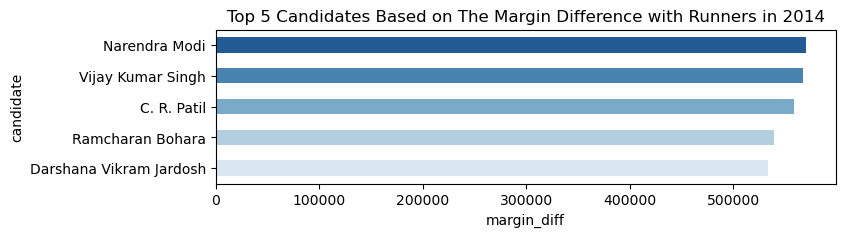 Top 5 Candidates Based on The Margin Difference with Runners in 2014
candidate
Narendra Modi
Vijay Kumar Singh
C. R. Patil
Ramcharan Bohara
Darshana Vikram Jardosh
0 100000 200000 300000 400000 500000
margin_diff